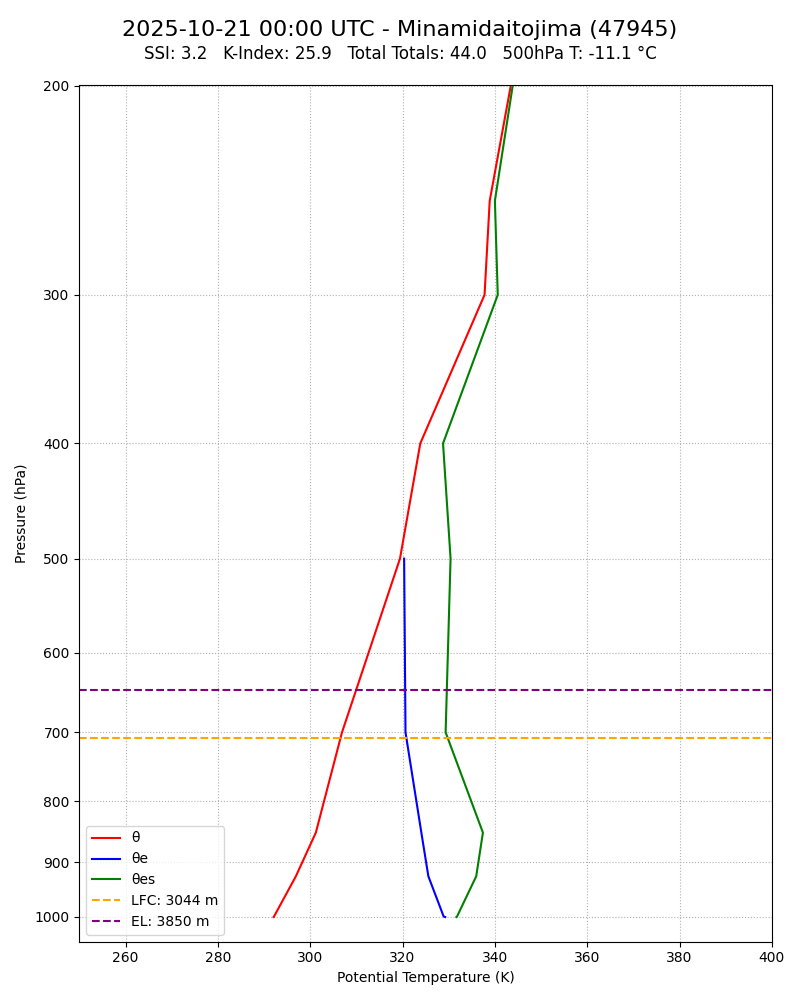 2025-10-21 00:00 UTC - Minamidaitojima (47945)
SSI: 3.2   K-Index: 25.9   Total Totals: 44.0   500hPa T: -11.1 °C
200
300
400
500
600
700
800
900
1000
Pressure (hPa)
θ
θe
θes
LFC: 3044 m
EL: 3850 m
260 280 300 320 340 360 380 400
Potential Temperature (K)